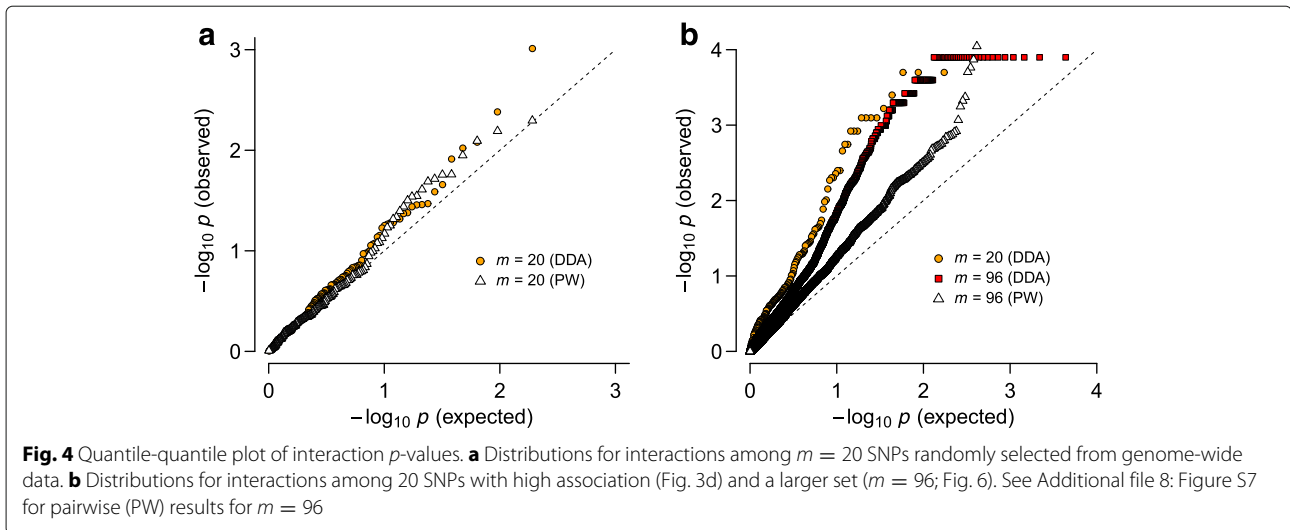 a
3
2
1
0
−log10 p (observed)
m = 20 (DDA)
m = 20 (PW)
0 1 2 3
−log10 p (expected)
b
4
3
2
1
0
−log10 p (observed)
m = 20 (DDA)
m = 96 (DDA)
m = 96 (PW)
0 1 2 3 4
−log10 p (expected)
Fig. 4 Quantile-quantile plot of interaction p-values. a Distributions for interactions among m = 20 SNPs randomly selected from genome-wide
data. b Distributions for interactions among 20 SNPs with high association (Fig. 3d) and a larger set (m = 96; Fig. 6). See Additional file 8: Figure S7
for pairwise (PW) results for m = 96